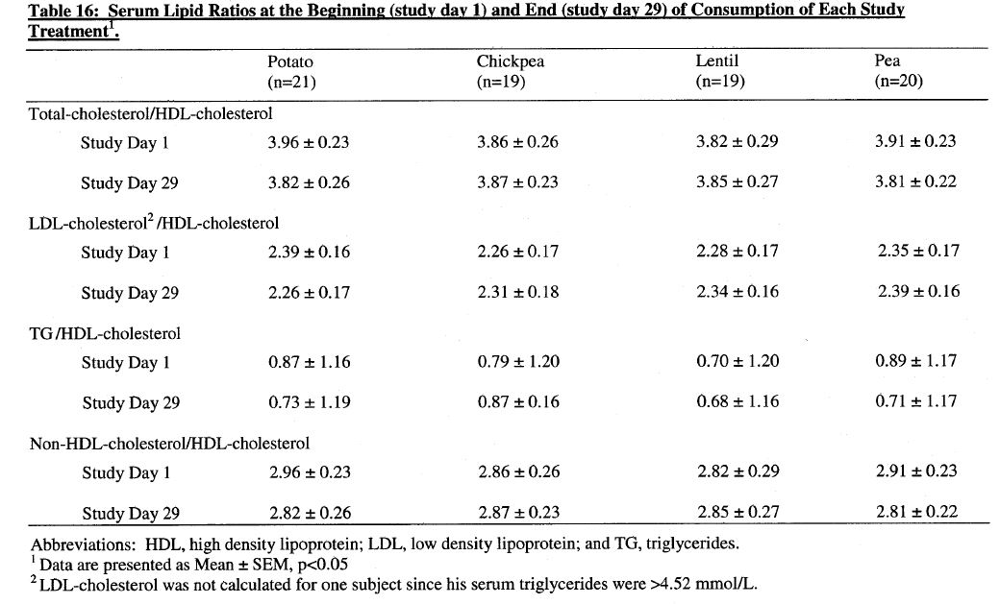 Table 16: Serum Lipid Ratios at the Beginning (study day 1) and End (study day 29) of Consumption of Each Study
Treatment¹.
Potato Chickpea Lentil Pea
(n=21) (n=19) (n=19) (n=20)
Total-cholesterol/HDL-cholesterol
Study Day 1 3.96 ± 0.23 3.86 ± 0.26 3.82 ± 0.29 3.91 ± 0.23
Study Day 29 3.82 ± 0.26 3.87 ± 0.23 3.85 ± 0.27 3.81 ± 0.22
LDL-cholesterol² /HDL-cholesterol
Study Day 1 2.39 ± 0.16 2.26 ± 0.17 2.28 ± 0.17 2.35 ± 0.17
Study Day 29 2.26 ± 0.17 2.31 ± 0.18 2.34 ± 0.16 2.39 ± 0.16
TG/HDL-cholesterol
Study Day 1 0.87 ± 1.16 0.79 ± 1.20 0.70 ± 1.20 0.89 ± 1.17
Study Day 29 0.73 ± 1.19 0.87 ± 0.16 0.68 ± 1.16 0.71 ± 1.17
Non-HDL-cholesterol/HDL-cholesterol
Study Day 1 2.96 ± 0.23 2.86 ± 0.26 2.82 ± 0.29 2.91 ± 0.23
Study Day 29 2.82 ± 0.26 2.87 ± 0.23 2.85 ± 0.27 2.81 ± 0.22
Abbreviations: HDL, high density lipoprotein; LDL, low density lipoprotein; and TG, triglycerides.
¹ Data are presented as Mean ± SEM, p<0.05
² LDL-cholesterol was not calculated for one subject since his serum triglycerides were >4.52 mmol/L.